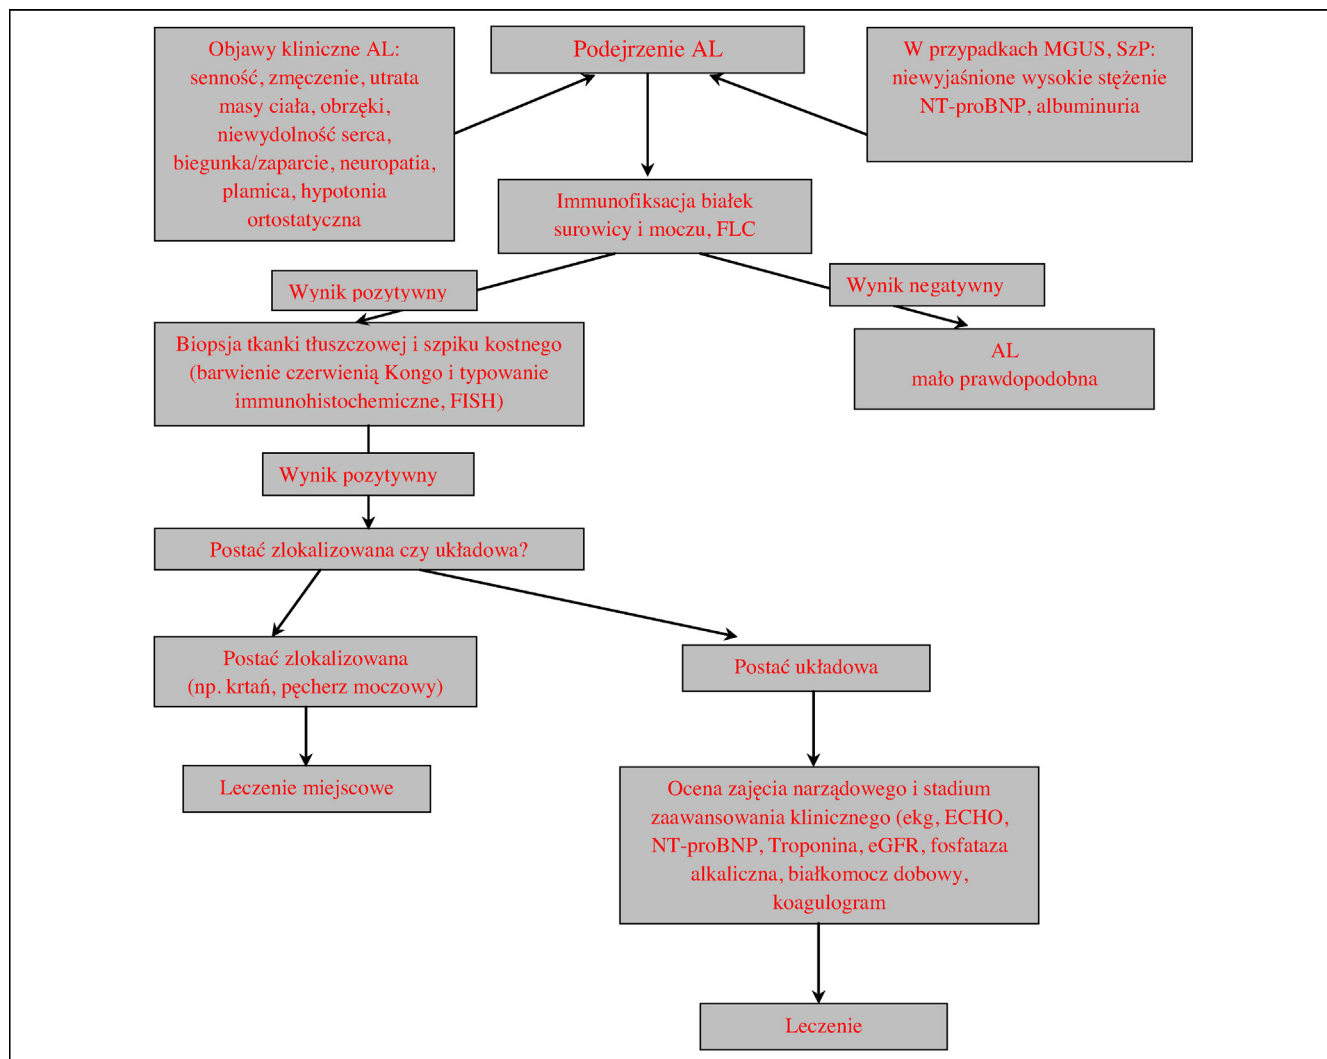 Objawy kliniczne AL:
senność, zmęczenie, utrata
masy ciała, obrzęki,
niewydolność serca,
biegunka/zaparcie, neuropatia,
plamica, hypotonia
ortostatyczna
Podejrzenie AL
W przypadkach MGUS, SzP:
niewyjaśnione wysokie stężenie
NT-proBNP, albuminuria
Immunofiksacja białek
surowicy i moczu, FLC
Wynik pozytywny
Wynik negatywny
Biopsja tkanki tłuszczowej i szpiku kostnego
(barwienie czerwienią Kongo i typowanie
immunohistochemiczne, FISH)
AL
mało prawdopodobna
Wynik pozytywny
Postać zlokalizowana czy układowa?
Postać zlokalizowana
(np. krtań, pęcherz moczowy)
Postać układowa
Leczenie miejscowe
Ocena zajęcia narządowego i stadium
zaawansowania klinicznego (ekg, ECHO,
NT-proBNP, Troponina, eGFR, fosfataza
alkaliczna, białkomocz dobowy,
koagulogram
Leczenie